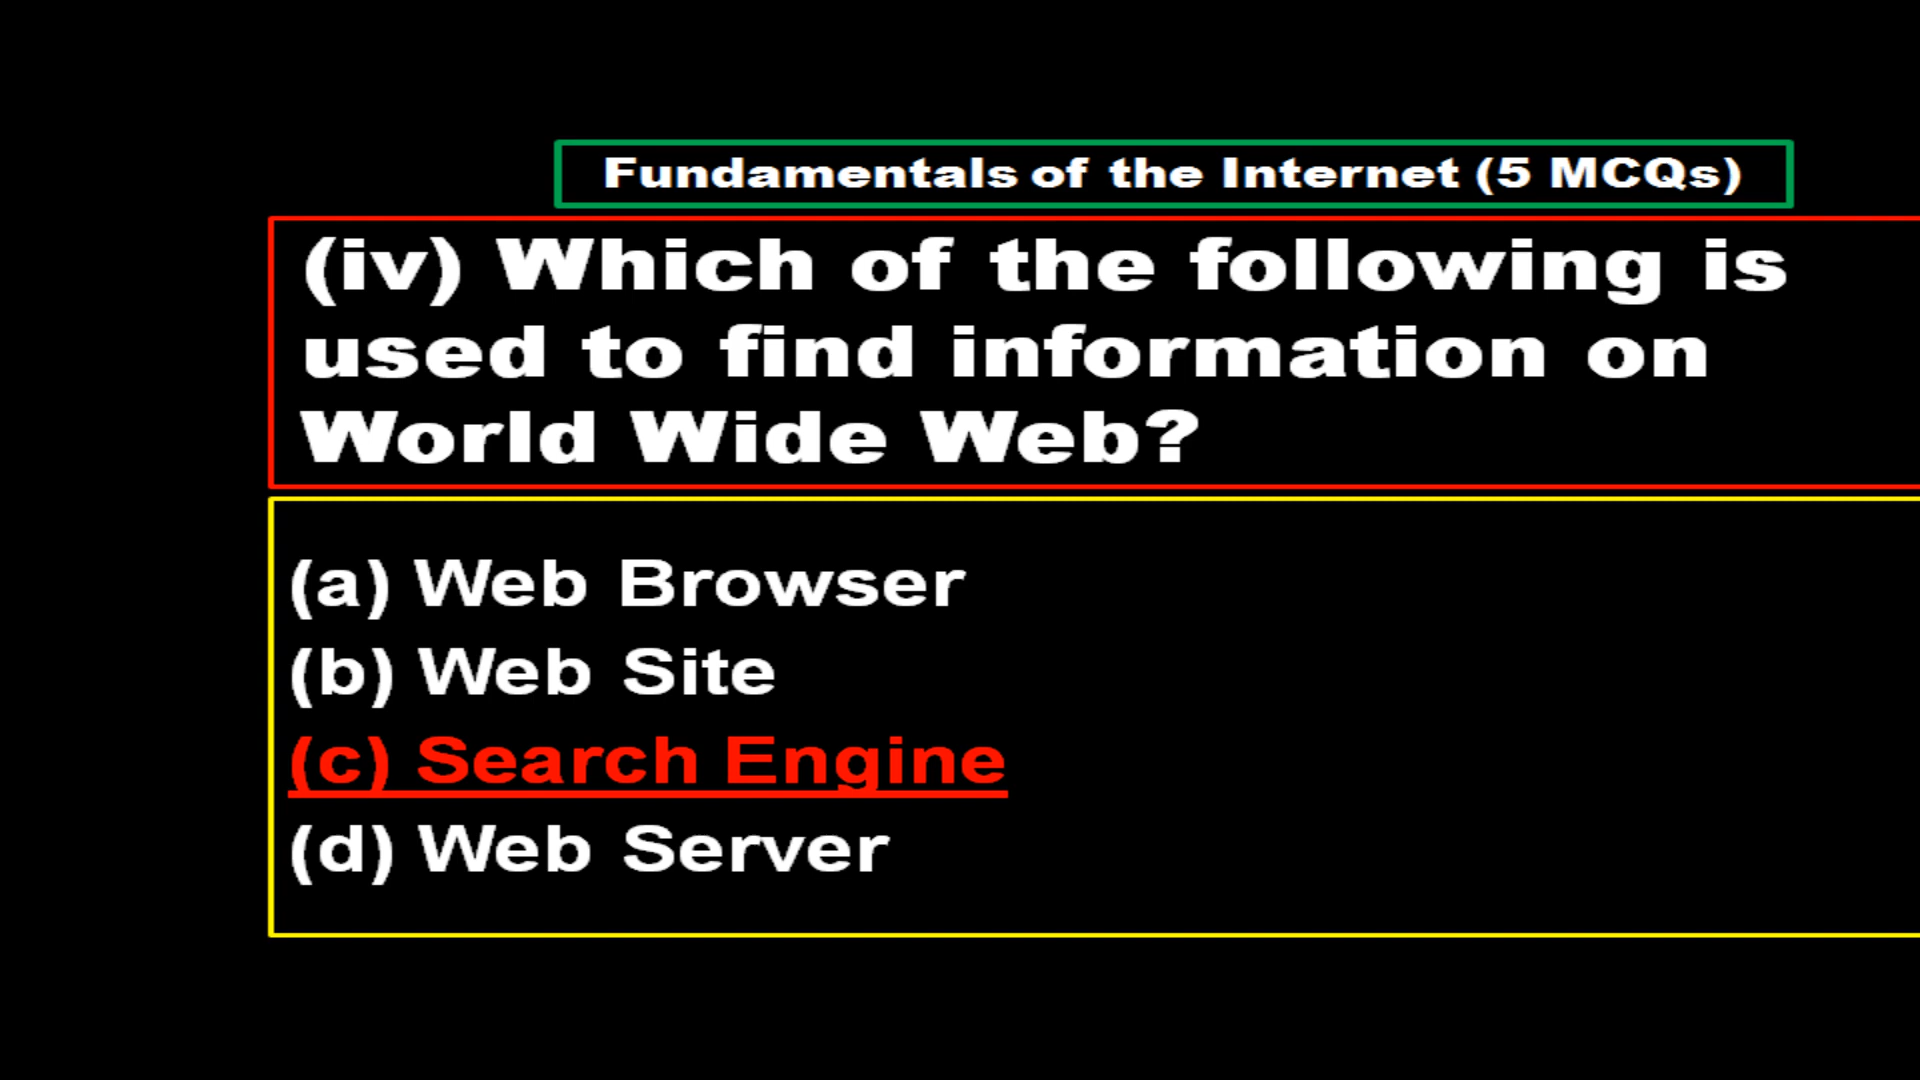 Fundamentals of the Internet (5 MCQs)
(iv) Which of the following is
used to find information on
World Wide Web?
(a) Web Browser
(b) Web Site
(c) Search Engine
(d) Web Server